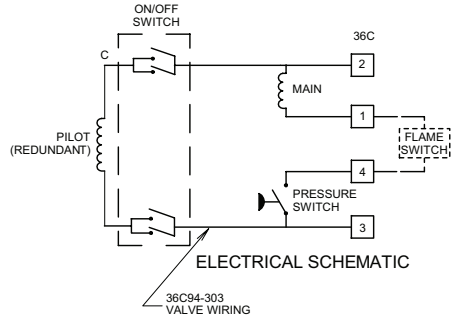 ON/OFF
SWITCH
36C
C
2
MAIN
1
PILOT
(REDUNDANT)
FLAME
SWITCH
4
PRESSURE
SWITCH
3
ELECTRICAL SCHEMATIC
36C94-303
VALVE WIRING